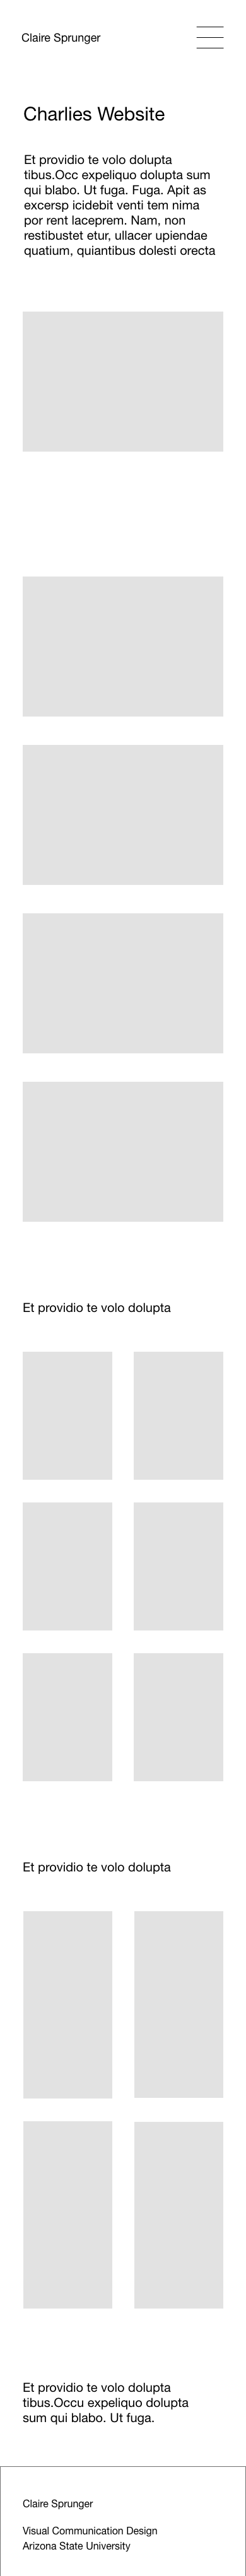 Claire Sprunger
Charlies Website
Et providio te volo dolupta
tibus.Occ expeliquo dolupta sum
qui blabo. Ut fuga. Fuga. Apit as
excersp icidebit venti tem nima
por rent laceprem. Nam, non
restibustet etur, ullacer upiendae
quatium, quiantibus dolesti orecta
Et providio te volo dolupta
Et providio te volo dolupta
Et providio te volo dolupta
tibus.Occu expeliquo dolupta
sum qui blabo. Ut fuga.
Claire Sprunger
Visual Communication Design
Arizona State University